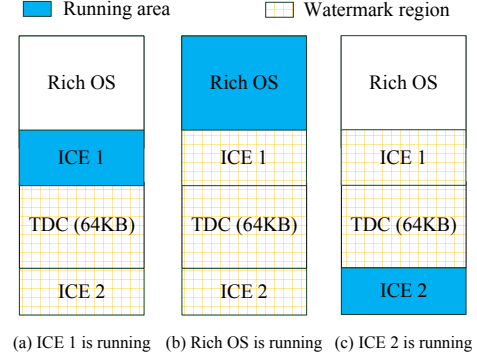 Running area Watermark region
Rich OS Rich OS Rich OS
ICE 1 ICE 1 ICE 1
TDC (64KB) TDC (64KB) TDC (64KB)
ICE 2 ICE 2 ICE 2
(a) ICE 1 is running (b) Rich OS is running (c) ICE 2 is running